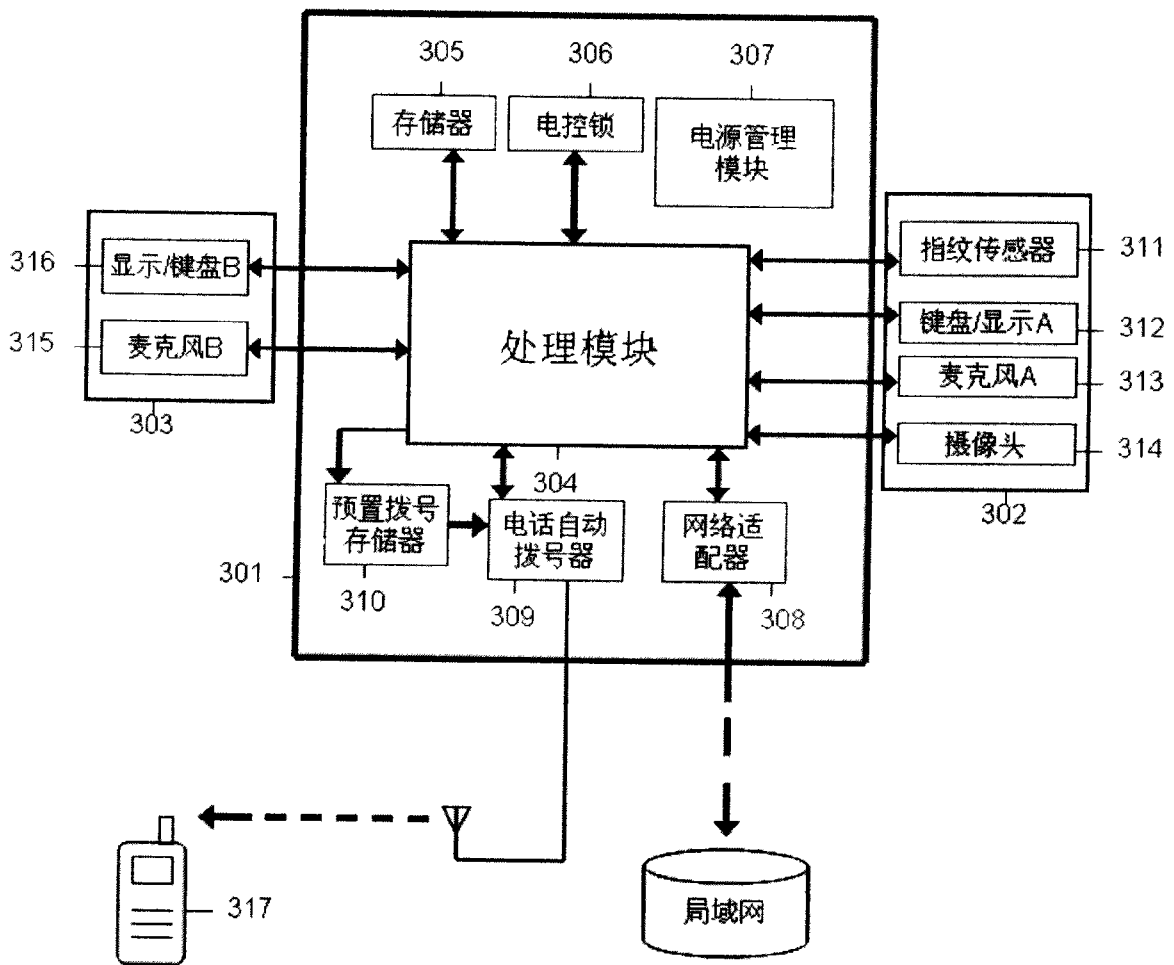 305
306
307
存储器
电控锁
电源管理
模块
316
显示/键盘B
指纹传感器
311
键盘/显示A
312
315
麦克风B
处理模块
麦克风A
313
303
摄像头
314
304
302
预置拨号
存储器
电话自动
拨号器
网络适
配器
301
310
309
308
317
局域网